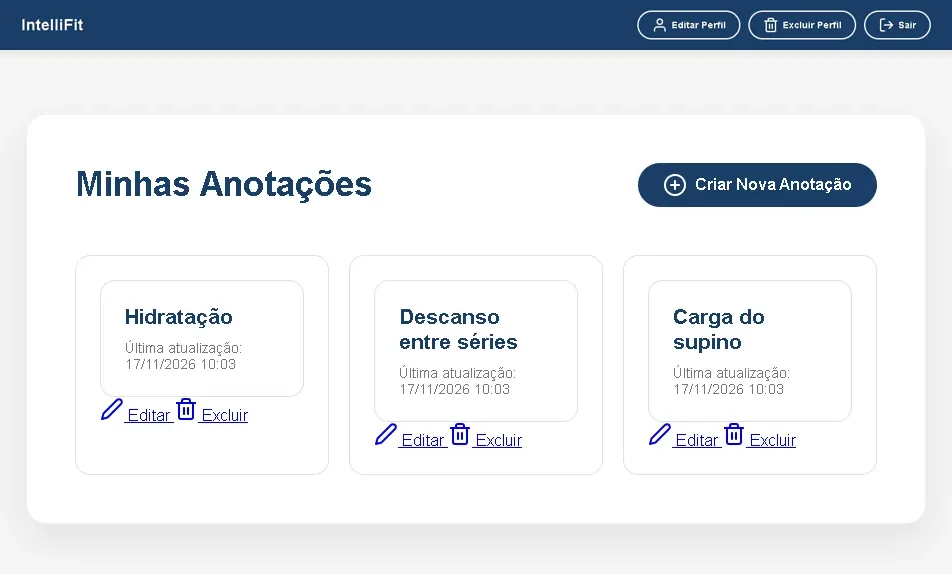 IntelliFit
Editar Perfil
Excluir Perfil
Sair
Minhas Anotações
Criar Nova Anotação
Hidratação
Última atualização:
17/11/2026 10:03
Editar
Excluir
Descanso
entre séries
Última atualização:
17/11/2026 10:03
Editar
Excluir
Carga do
supino
Última atualização:
17/11/2026 10:03
Editar
Excluir